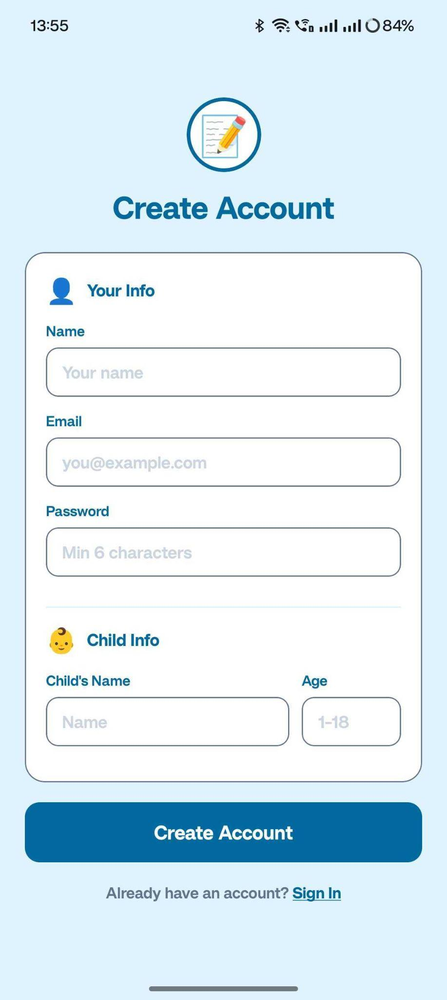 13:55
84%
Create Account
Your Info
Name
Your name
Email
you@example.com
Password
Min 6 characters
Child Info
Child's Name
Age
Name
1-18
Create Account
Already have an account? Sign In